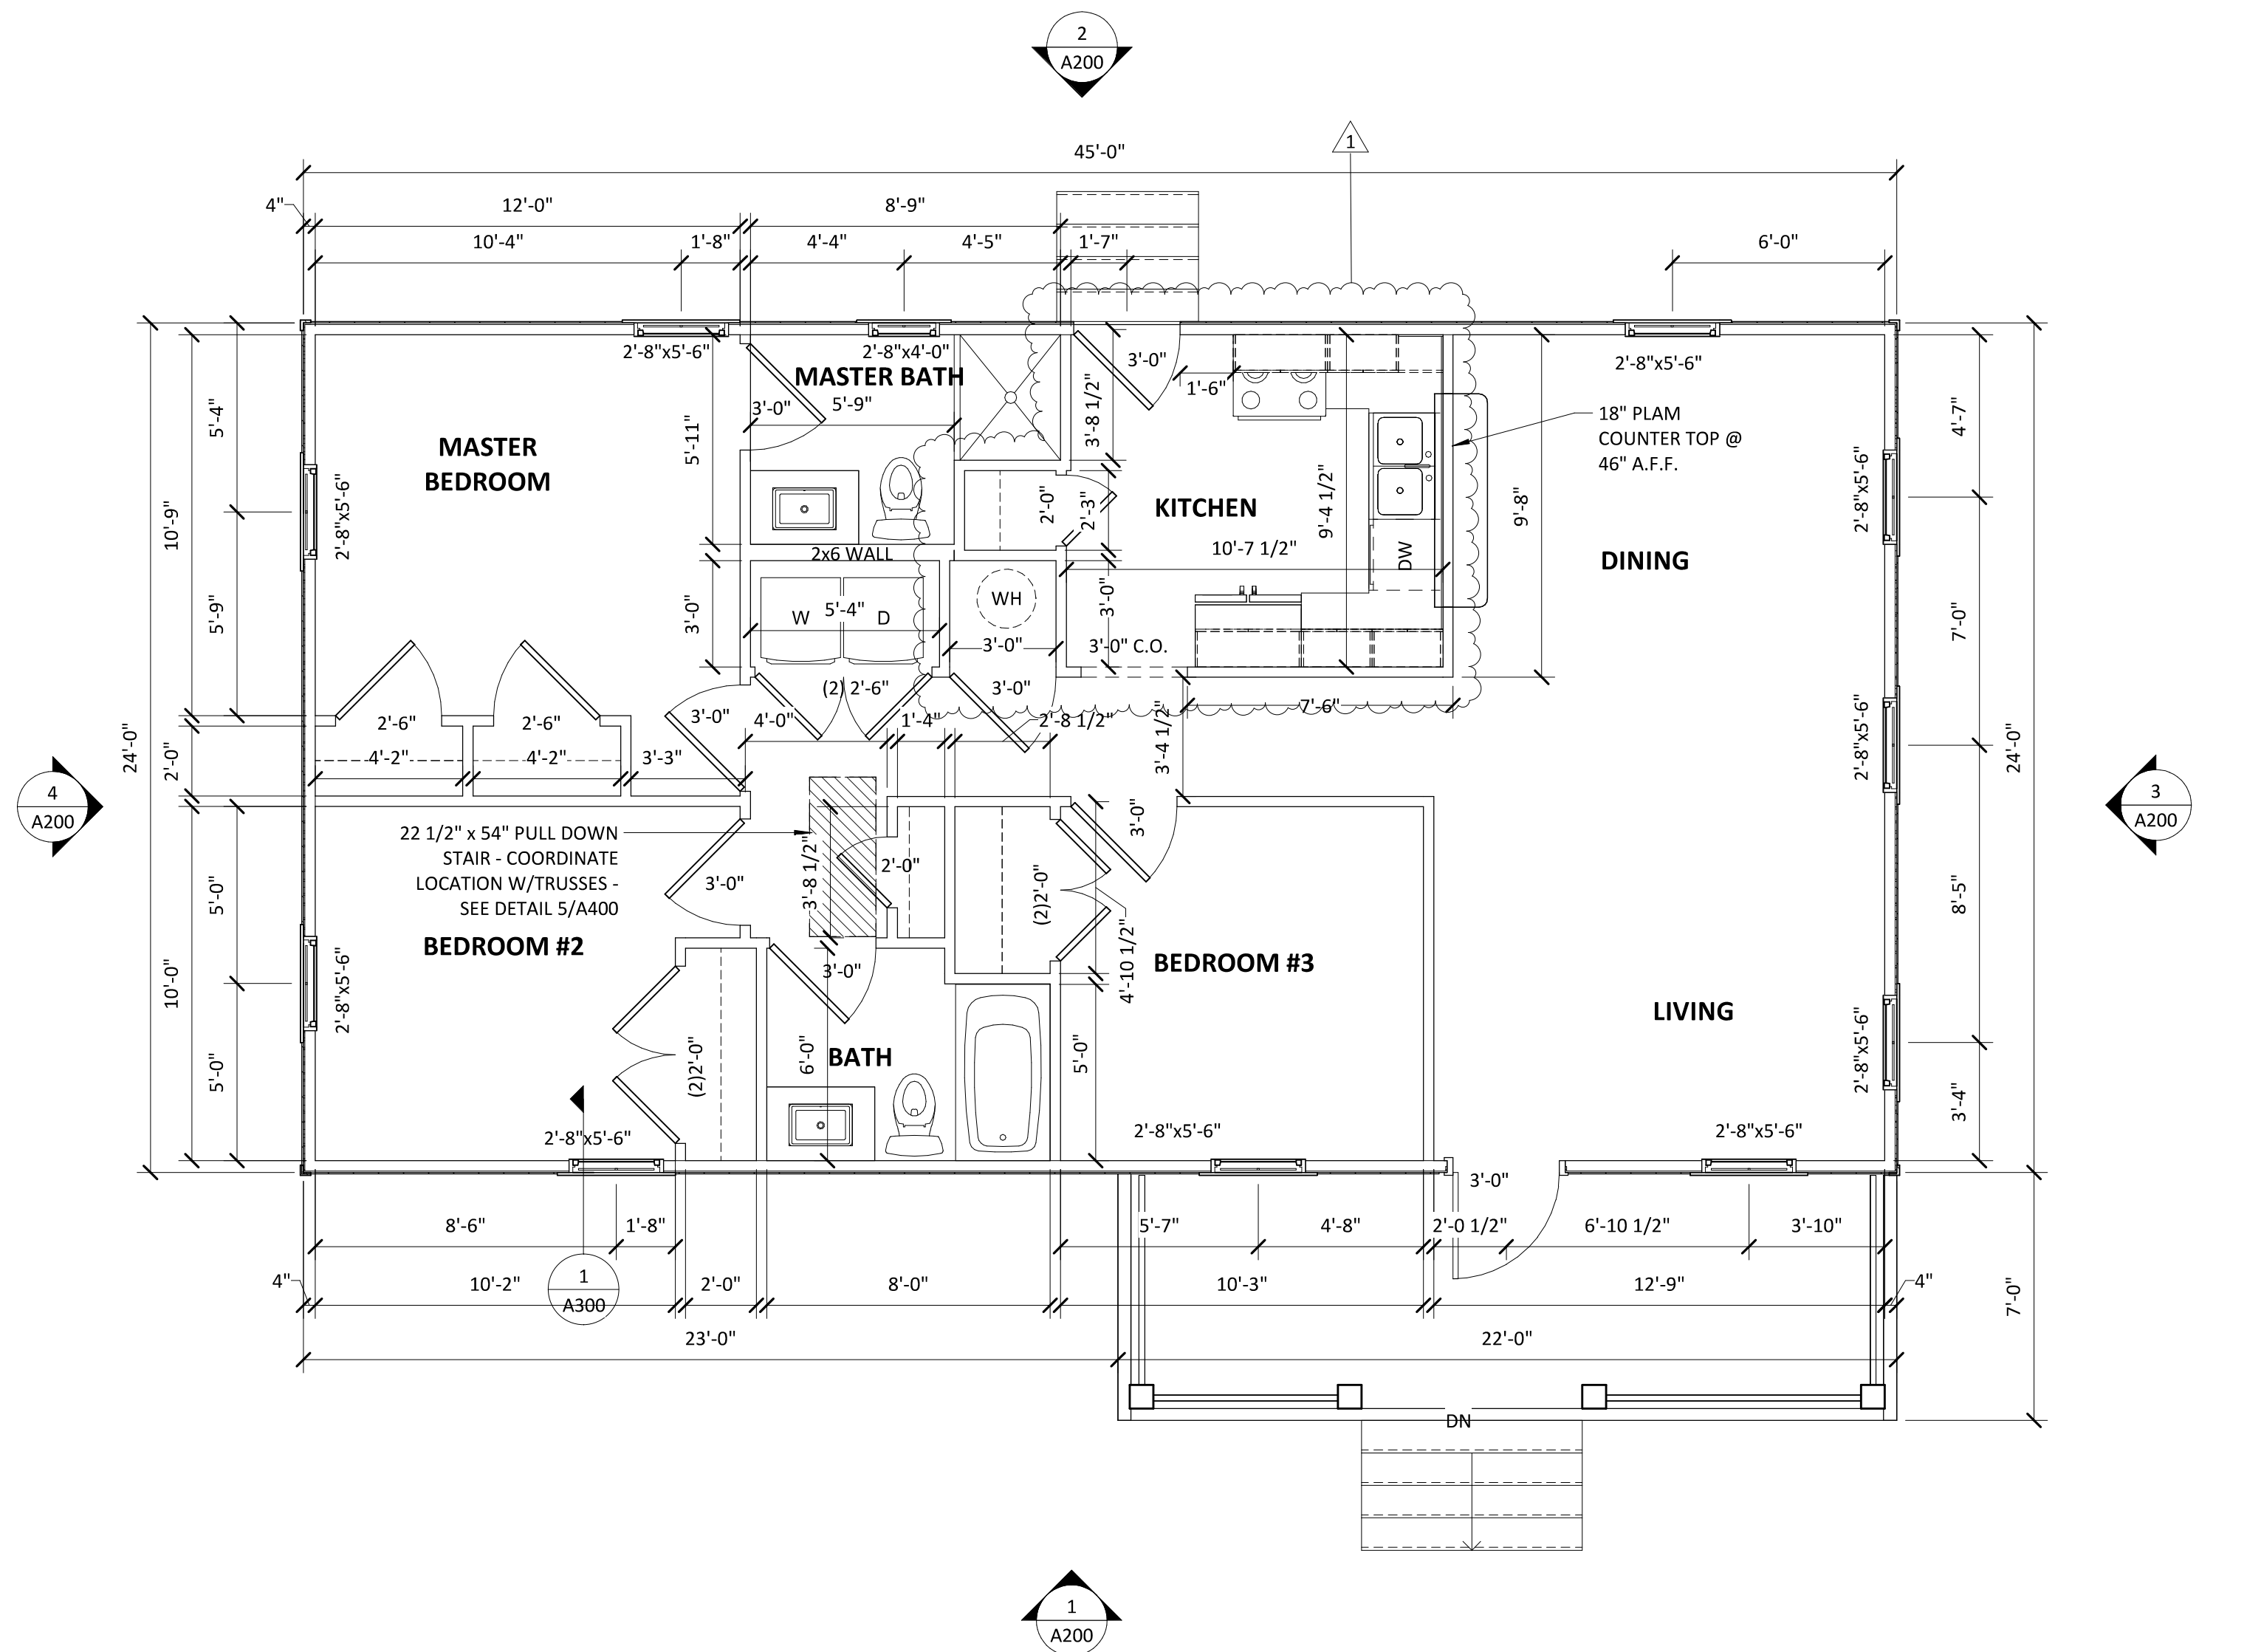 2
A200
1
45'-0"
4"
12'-0"
8'-9"
10'-4"
1'-8"
4'-4"
4'-5"
1'-7"
6'-0"
2'-8"x5'-6"
2'-8"x4'-0"
3'-0"
2'-8"x5'-6"
MASTER BATH
1'-6"
3'-0"
5'-9"
5'-4"
5'-11"
3'-8 1/2"
4'-7"
18" PLAM
COUNTER TOP @
46" A.F.F.
MASTER
BEDROOM
2'-8"x5'-6"
10'-9"
2'-0"
2'-3"
KITCHEN
9'-4 1/2"
9'-8"
2'-8"x5'-6"
10'-7 1/2"
DW
DINING
2x6 WALL
5'-9"
3'-0"
W
5'-4"
D
WH
3'-0"
3'-0"
3'-0" C.O.
7'-0"
(2) 2'-6"
3'-0"
7'-6"
2'-6"
2'-6"
3'-0"
4'-0"
1'-4"
2'-8 1/2"
3'-4 1/2"
24'-0"
2'-0"
4'-2"
4'-2"
3'-3"
2'-8"x5'-6"
24'-0"
4
A200
3
A200
22 1/2" x 54" PULL DOWN
STAIR - COORDINATE
LOCATION W/TRUSSES -
SEE DETAIL 5/A400
3'-0"
3'-8 1/2"
2'-0"
(2)2'-0"
3'-0"
5'-0"
8'-5"
BEDROOM #2
4'-10 1/2"
BEDROOM #3
3'-0"
10'-0"
2'-8"x5'-6"
LIVING
2'-8"x5'-6"
5'-0"
(2)2'-0"
6'-0"
BATH
5'-0"
3'-4"
2'-8"x5'-6"
2'-8"x5'-6"
2'-8"x5'-6"
3'-0"
8'-6"
1'-8"
5'-7"
4'-8"
2'-0 1/2"
6'-10 1/2"
3'-10"
4"
10'-2"
1
A300
2'-0"
8'-0"
10'-3"
12'-9"
4"
7'-0"
23'-0"
22'-0"
DN
1
A200